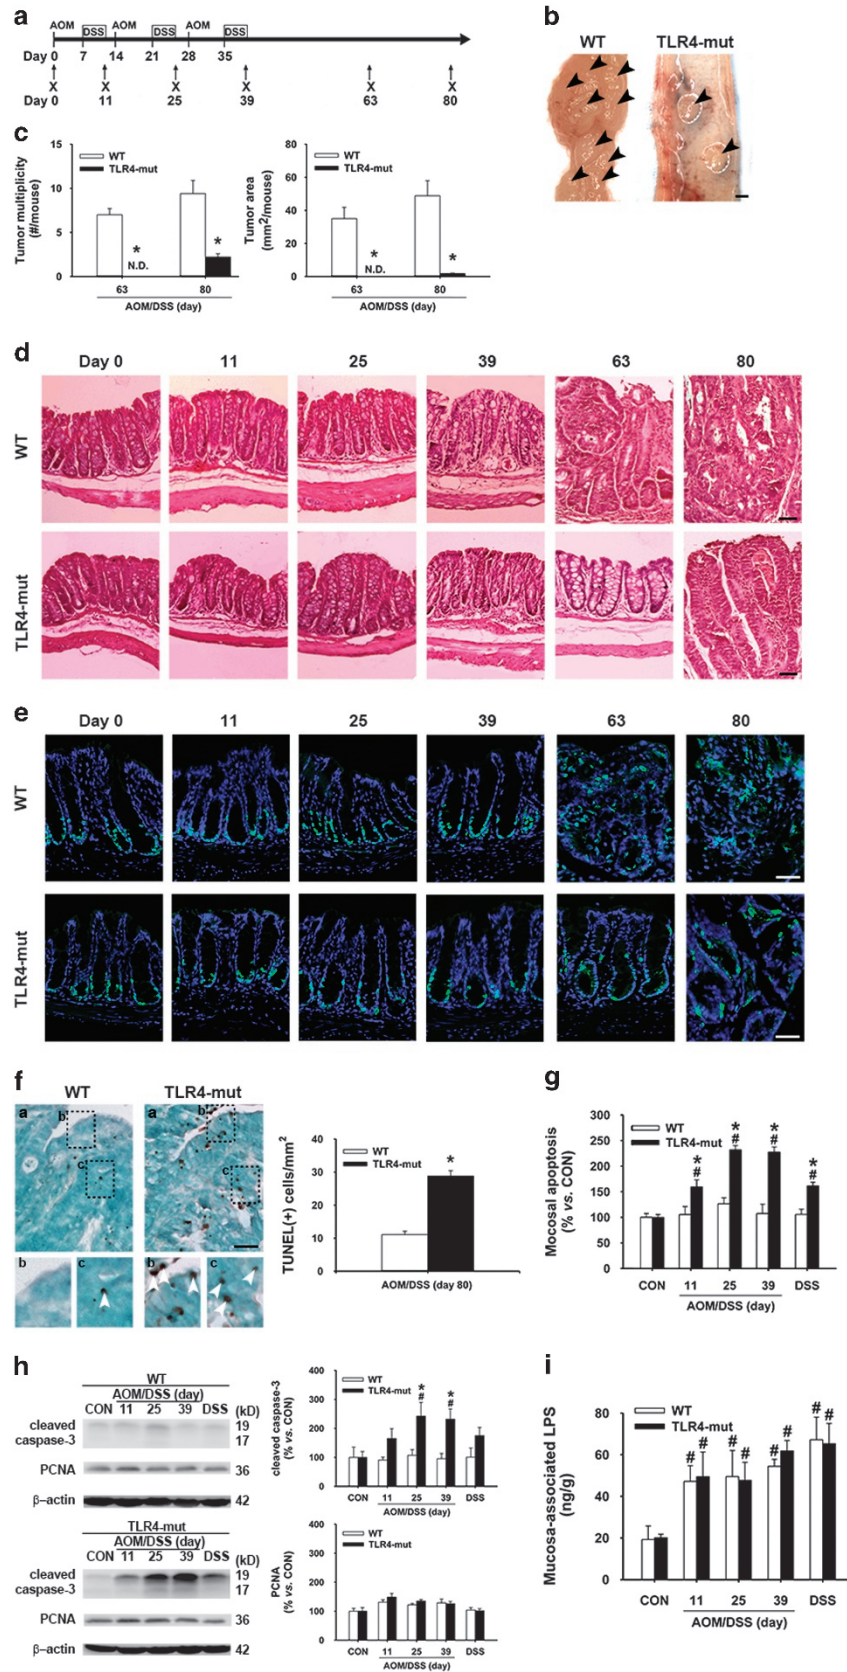 a
AOM DSS AOM DSS AOM DSS
Day 0 7 14 21 28 35
X X X X X X
Day 0 11 25 39 63 80
b
WT TLR4-mut
c
Tumor multiplicity
(#/mouse)
15
10
5
0
WT
TLR4-mut
*
N.D.
*
63 80
AOM/DSS (day)
Tumor area
(mm2/mouse)
80
60
40
20
0
WT
TLR4-mut
*
N.D.
*
63 80
AOM/DSS (day)
d
Day 0 11 25 39 63 80
WT
TLR4-mut
e
Day 0 11 25 39 63 80
WT
TLR4-mut
f
WT TLR4-mut
a b c
a b c
b c b c
TUNEL(+) cells/mm2
40
30
20
10
0
WT
TLR4-mut
*
AOM/DSS (day 80)
g
Mocosal apoptosis
(% vs. CON)
300
250
200
150
100
50
0
WT
TLR4-mut
* * * *
# # # #
CON 11 25 39 DSS
AOM/DSS (day)
h
WT
AOM/DSS (day)
CON 11 25 39 DSS (kD)
cleaved
caspase-3
19
17
PCNA 36
β–actin 42
TLR4-mut
AOM/DSS (day)
CON 11 25 39 DSS (kD)
cleaved
caspase-3
19
17
PCNA 36
β–actin 42
cleaved caspase-3
(% vs. CON)
400
300
200
100
0
WT
TLR4-mut
* *
# #
CON 11 25 39 DSS
AOM/DSS (day)
PCNA
(% vs. CON)
400
300
200
100
0
WT
TLR4-mut
CON 11 25 39 DSS
AOM/DSS (day)
i
Mucosa-associated LPS
(ng/g)
80
60
40
20
0
WT
TLR4-mut
# # # # # # # #
CON 11 25 39 DSS
AOM/DSS (day)